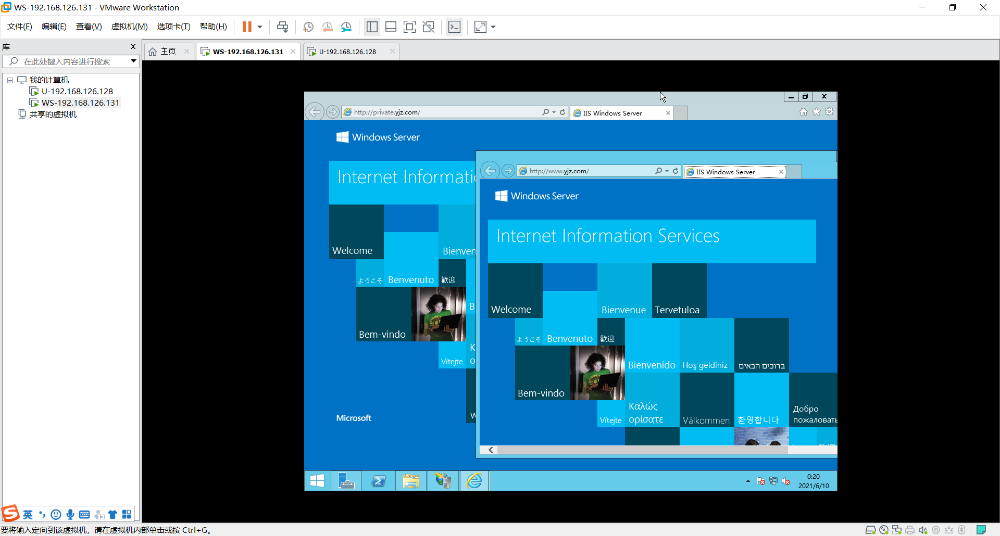 WS-192.168.126.131 - VMware Workstation
文件(F) 编辑(E) 查看(V) 虚拟机(M) 选项卡(T) 帮助(H)
库
主页
WS-192.168.126.131
U-192.168.126.128
在此处键入内容进行搜索
我的计算机
U-192.168.126.128
WS-192.168.126.131
共享的虚拟机
http://private.yjz.com/
IIS Windows Server
Windows Server
Internet Informati
Welcome
Bienven
ようこそ
Benvenuto
歡迎
B
Bem-vindo
K
Vítejte
o
W
Microsoft
http://www.yjz.com/
IIS Windows Server
Windows Server
Internet Information Services
Welcome
Bienvenue
Tervetuloa
ようこそ
Benvenuto
歡迎
Bienvenido
Hoş geldiniz
ברוכים הבאים
Bem-vindo
Vítejte
Καλώς
ορίσατε
Välkommen
환영합니다
Добро
пожаловать
0:20
2021/6/10
英
要将输入定向到该虚拟机，请在虚拟机内部单击或按 Ctrl+G。